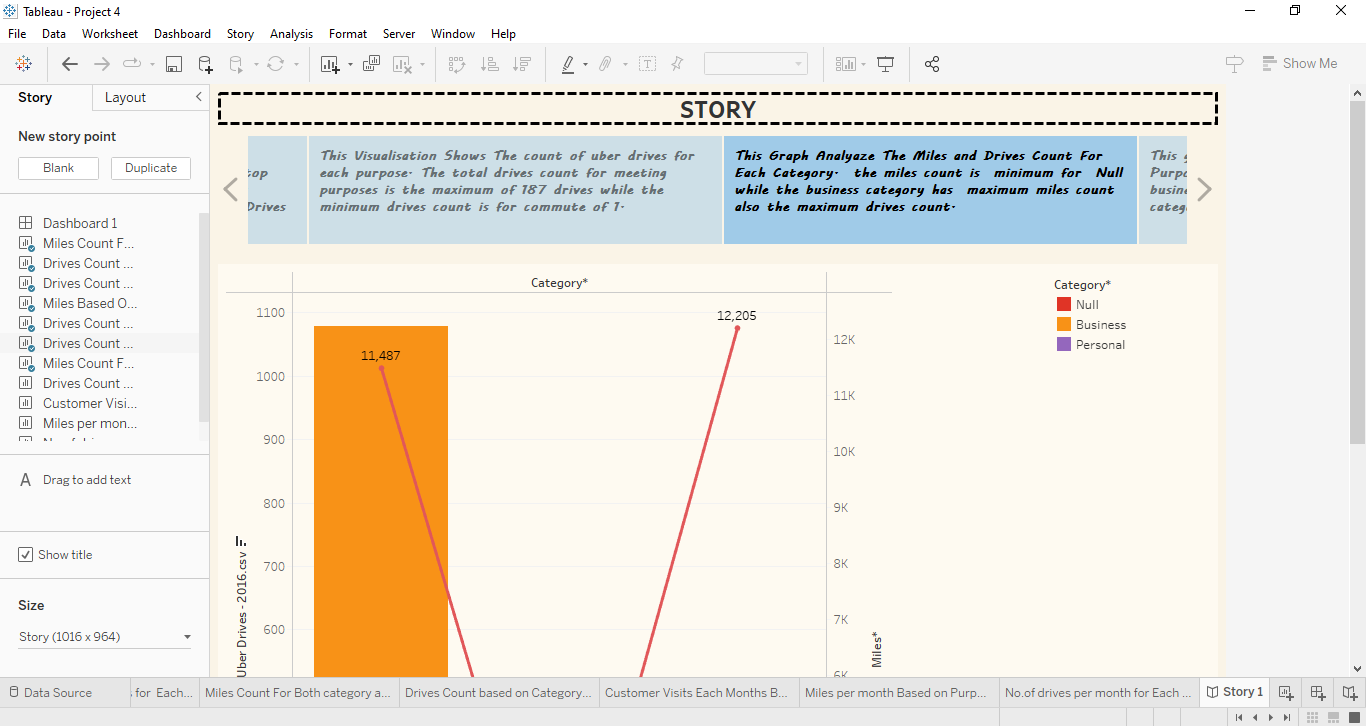 Tableau - Project 4
File Data Worksheet Dashboard Story Analysis Format Server Window Help
Show Me
Story Layout
New story point
Blank Duplicate
Dashboard 1
Miles Count F...
Drives Count ...
Drives Count ...
Miles Based O...
Drives Count ...
Drives Count ...
Miles Count F...
Drives Count ...
Customer Visi...
Miles per mon...
A Drag to add text
Show title
Size
Story (1016 x 964)
STORY
top
Drives
This Visualisation Shows The count of uber drives for
each purpose. The total drives count for meeting
purposes is the maximum of 187 drives while the
minimum drives count is for commute of 1.
This Graph Analyaze The Miles and Drives Count For
Each Category. the miles count is minimum for Null
while the business category has maximum miles count
also the maximum drives count.
This
Purpo
busine
categ
Category*
1100
1000
900
800
700
600
Uber Drives - 2016.csv
11,487
12,205
12K
11K
10K
9K
8K
7K
6K
Miles*
Category*
Null
Business
Personal
Data Source
for Each...
Miles Count For Both category a...
Drives Count based on Category...
Customer Visits Each Months B...
Miles per month Based on Purp...
No.of drives per month for Each ...
Story 1